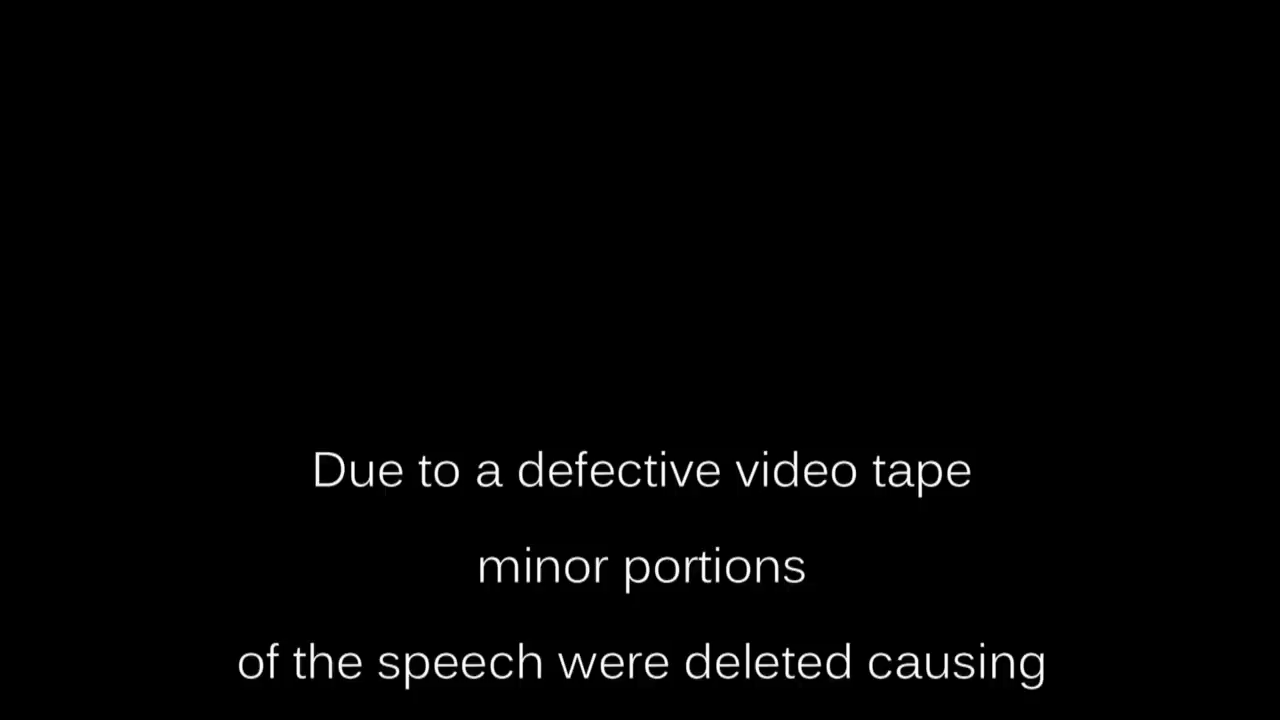 Due to a defective video tape
minor portions
of the speech were deleted causing